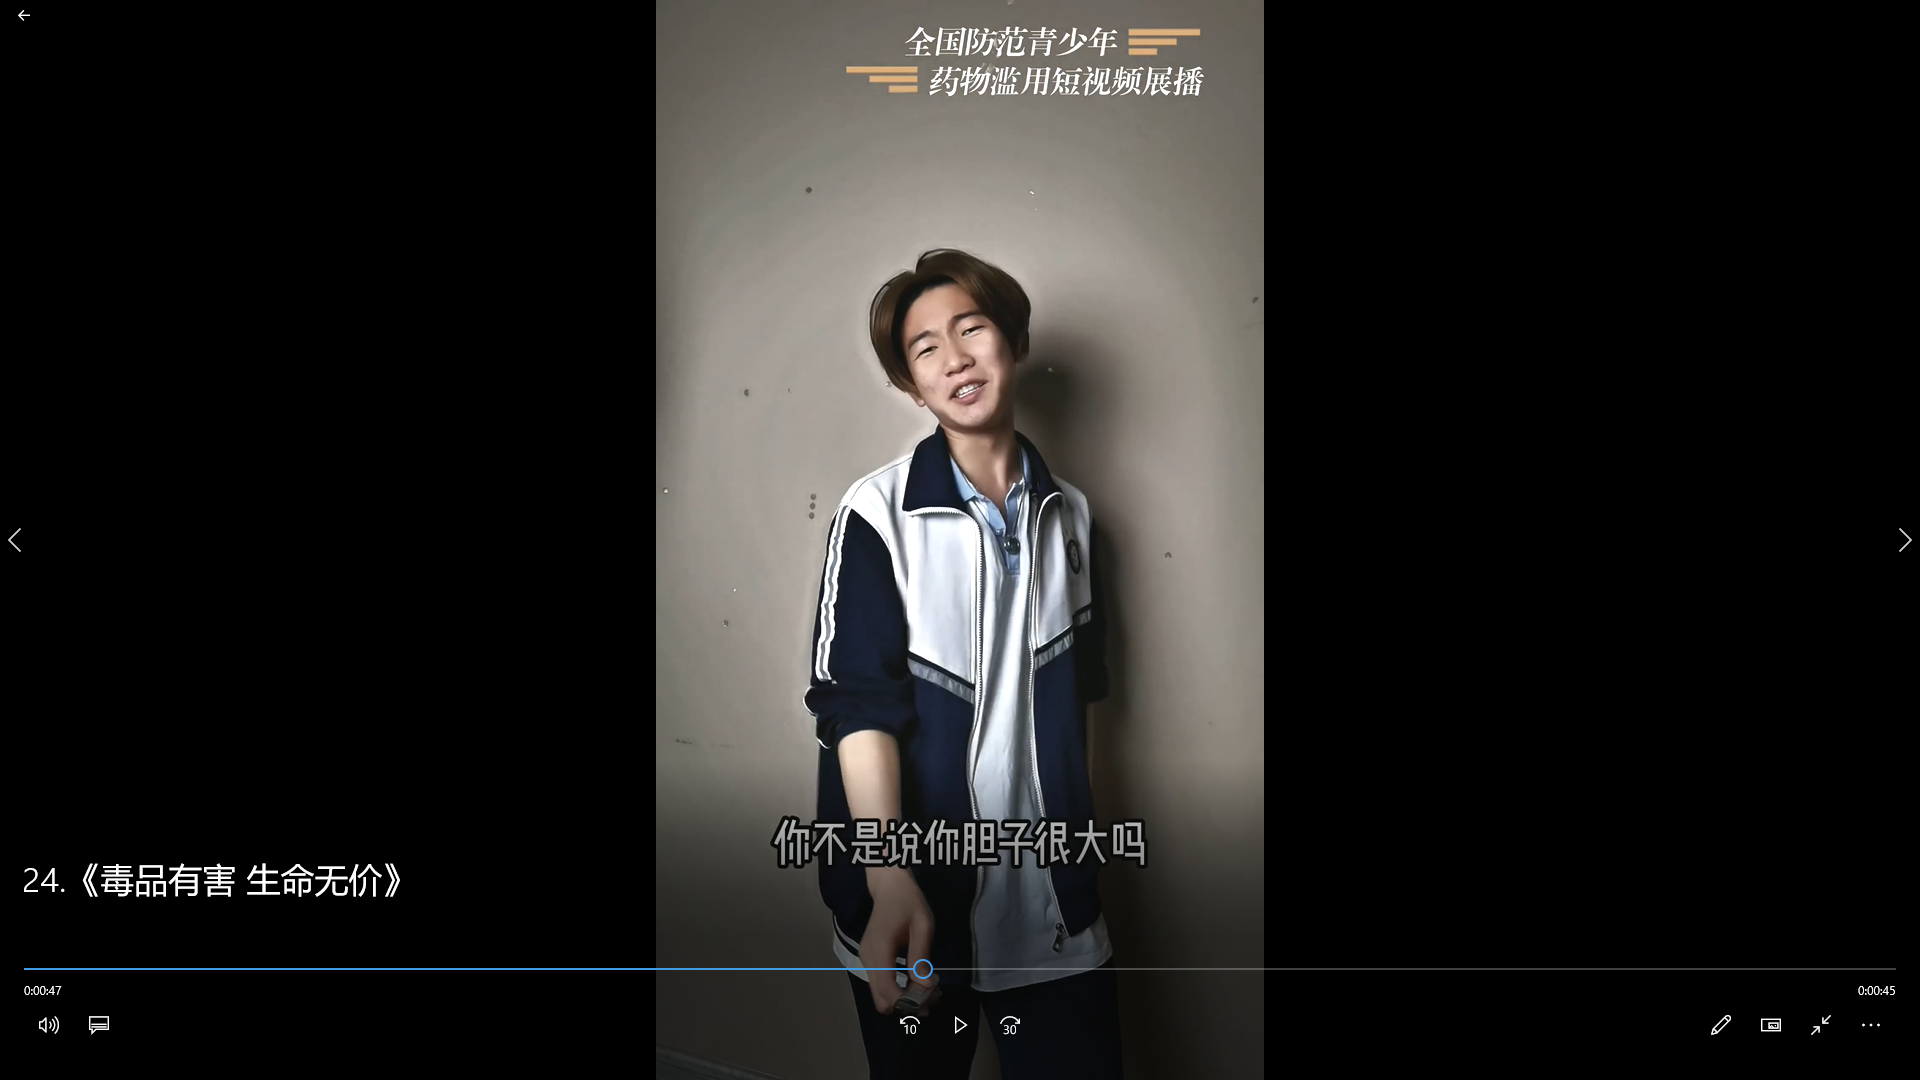 全国防范青少年
药物滥用短视频展播
你不是说你胆子很大吗
24.《毒品有害 生命无价》
0:00:47
0:00:45
10
30